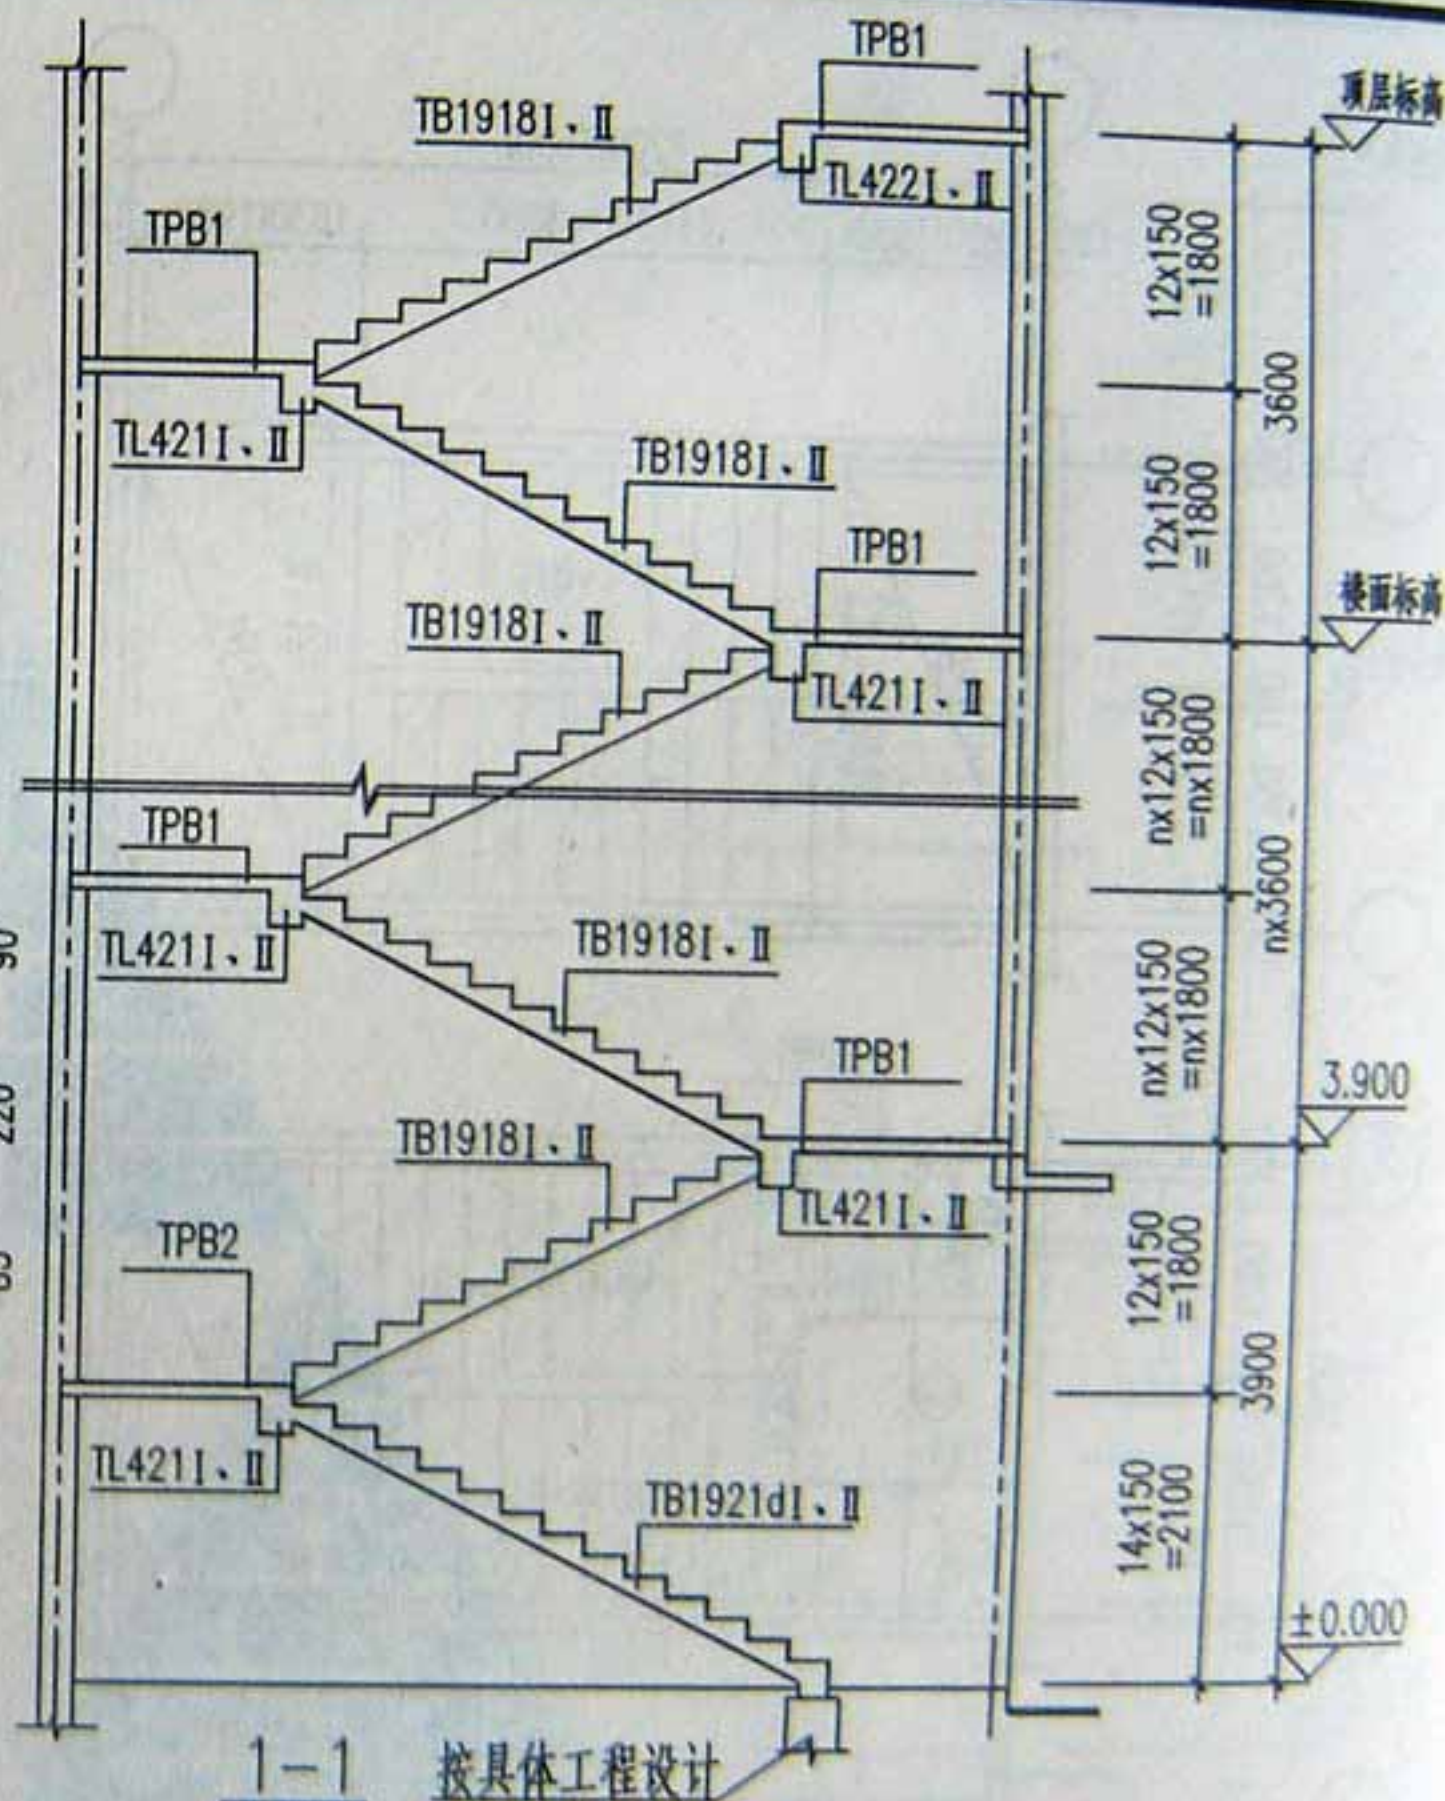 TPB1
顶层标高
TB1918Ⅰ、Ⅱ
TL422Ⅰ、Ⅱ
12x150
=1800
TPB1
3600
TL421Ⅰ、Ⅱ
TB1918Ⅰ、Ⅱ
12x150
=1800
TPB1
楼面标高
TB1918Ⅰ、Ⅱ
TL421Ⅰ、Ⅱ
nx12x150
=nx1800
TPB1
nx3600
TL421Ⅰ、Ⅱ
TB1918Ⅰ、Ⅱ
90
nx12x150
=nx1800
TPB1
3.900
220
TB1918Ⅰ、Ⅱ
TL421Ⅰ、Ⅱ
TPB2
12x150
=1800
3900
TL421Ⅰ、Ⅱ
TB1921dⅠ、Ⅱ
14x150
=2100
±0.000
1-1 按具体工程设计